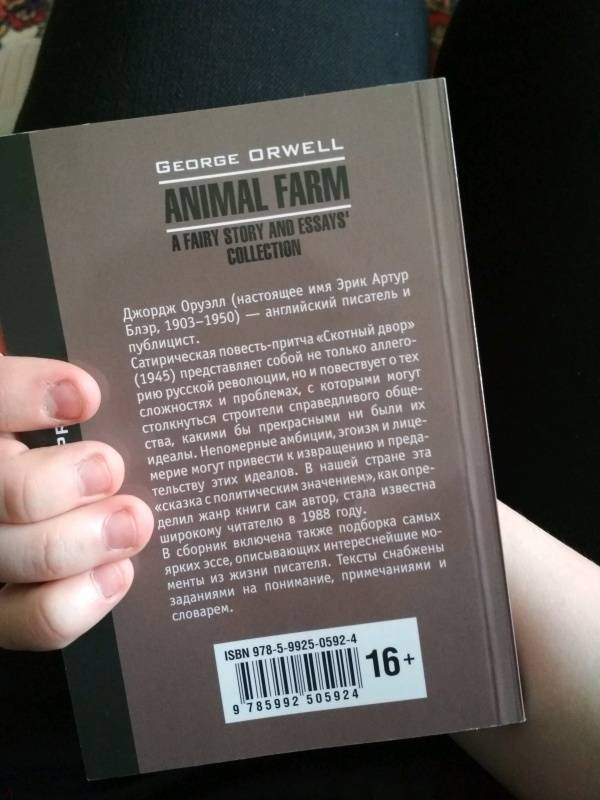 GEORGE ORWELL
ANIMAL FARM
A FAIRY STORY AND ESSAYS'
COLLECTION
Джордж Оруэлл (настоящее имя Эрик Артур
Блэр, 1903–1950) — английский писатель и
публицист.
Сатирическая повесть-притча «Скотный двор»
(1945) представляет собой не только аллего-
рию русской революции, но и повествует о тех
сложностях и проблемах, с которыми могут
столкнуться строители справедливого обще-
ства, какими бы прекрасными ни были их
идеалы. Непомерные амбиции, эгоизм и лице-
мерие могут привести к извращению и преда-
тельству этих идеалов. В нашей стране эта
«сказка с политическим значением», как опре-
делил жанр книги сам автор, стала известна
широкому читателю в 1988 году.
В сборник включена также подборка самых
ярких эссе, описывающих интереснейшие мо-
менты из жизни писателя. Тексты снабжены
заданиями на понимание, примечаниями и
словарем.
ISBN 978-5-9925-0592-4
16+
9 785992 505924